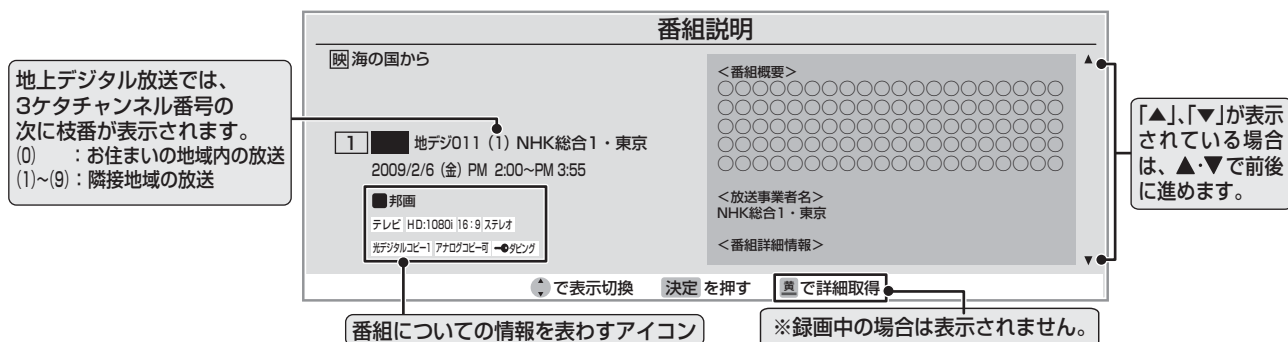 番組説明
映 海の国から
地上デジタル放送では、
3ケタチャンネル番号の
次に枝番が表示されます。
(0) :お住まいの地域内の放送
(1)~(9):隣接地域の放送
1 地デジ011 (1) NHK総合1・東京
2009/2/6 (金) PM 2:00~PM 3:55
■邦画
テレビ HD:1080i 16:9 ステレオ
光デジタルコピー1 アナログコピー可 ダビング
<番組概要>
○○○○○○○○○○○○○○○○○○○○
○○○○○○○○○○○○○○○○○○○○
○○○○○○○○○○○○○○○○○○○○
○○○○○○○○○○○○○○○○○○○○
○○○○○○○○○○○○○○○○○○○○
<放送事業者名>
NHK総合1・東京
<番組詳細情報>
▲
▼
「▲」、「▼」が表示
されている場合
は、▲・▼で前後
に進めます。
で表示切換 決定 を押す 黄 で詳細取得
番組についての情報を表わすアイコン
※録画中の場合は表示されません。